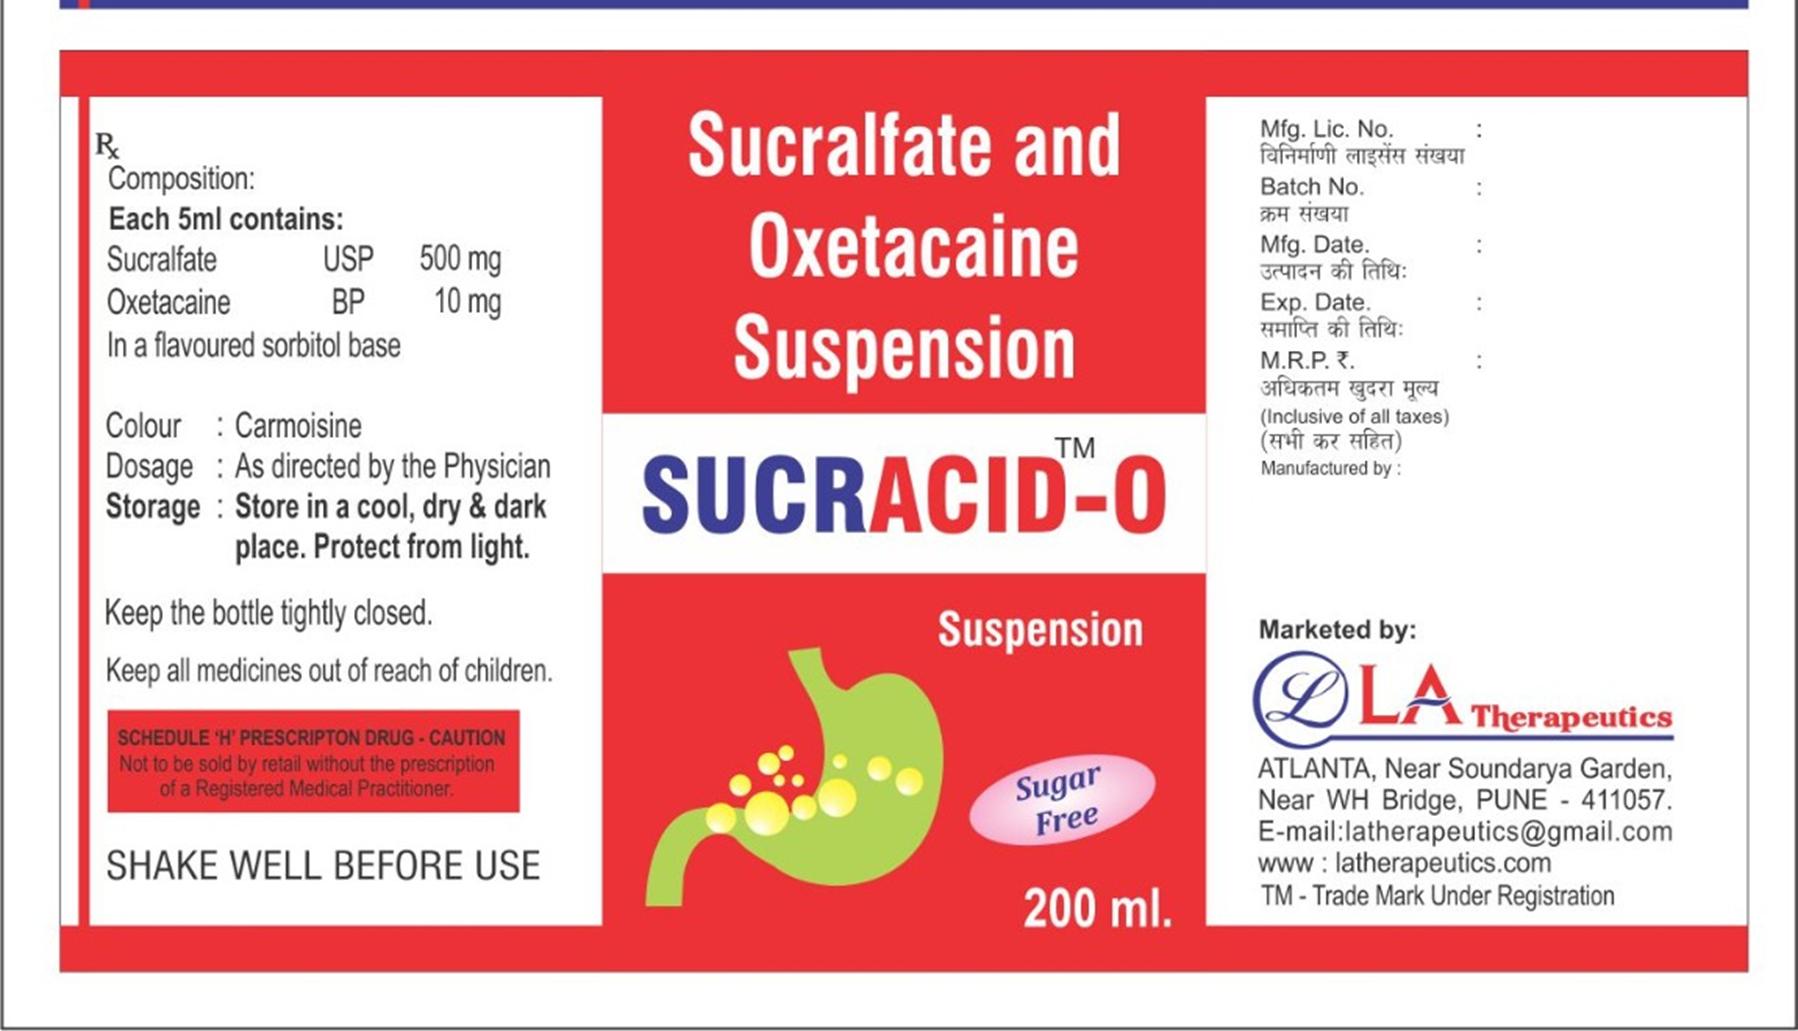 Rx
Composition:
Each 5ml contains:
Sucralfate USP 500 mg
Oxetacaine BP 10 mg
In a flavoured sorbitol base
Colour : Carmoisine
Dosage : As directed by the Physician
Storage : Store in a cool, dry & dark
place. Protect from light.
Keep the bottle tightly closed.
Keep all medicines out of reach of children.
SCHEDULE ‘H’ PRESCRIPTON DRUG - CAUTION
Not to be sold by retail without the prescription
of a Registered Medical Practitioner.
SHAKE WELL BEFORE USE
Sucralfate and
Oxetacaine
Suspension
SUCRACID-O™
Suspension
Sugar
Free
200 ml.
Mfg. Lic. No. :
विनिर्माणी लाइसेंस संखया
Batch No. :
क्रम संखया
Mfg. Date. :
उत्पादन की तिथि:
Exp. Date. :
समाप्ति की तिथि:
M.R.P. ₹. :
अधिकतम खुदरा मूल्य
(Inclusive of all taxes)
(सभी कर सहित)
Manufactured by :
Marketed by:
L LA Therapeutics
ATLANTA, Near Soundarya Garden,
Near WH Bridge, PUNE - 411057.
E-mail:latherapeutics@gmail.com
www : latherapeutics.com
TM - Trade Mark Under Registration